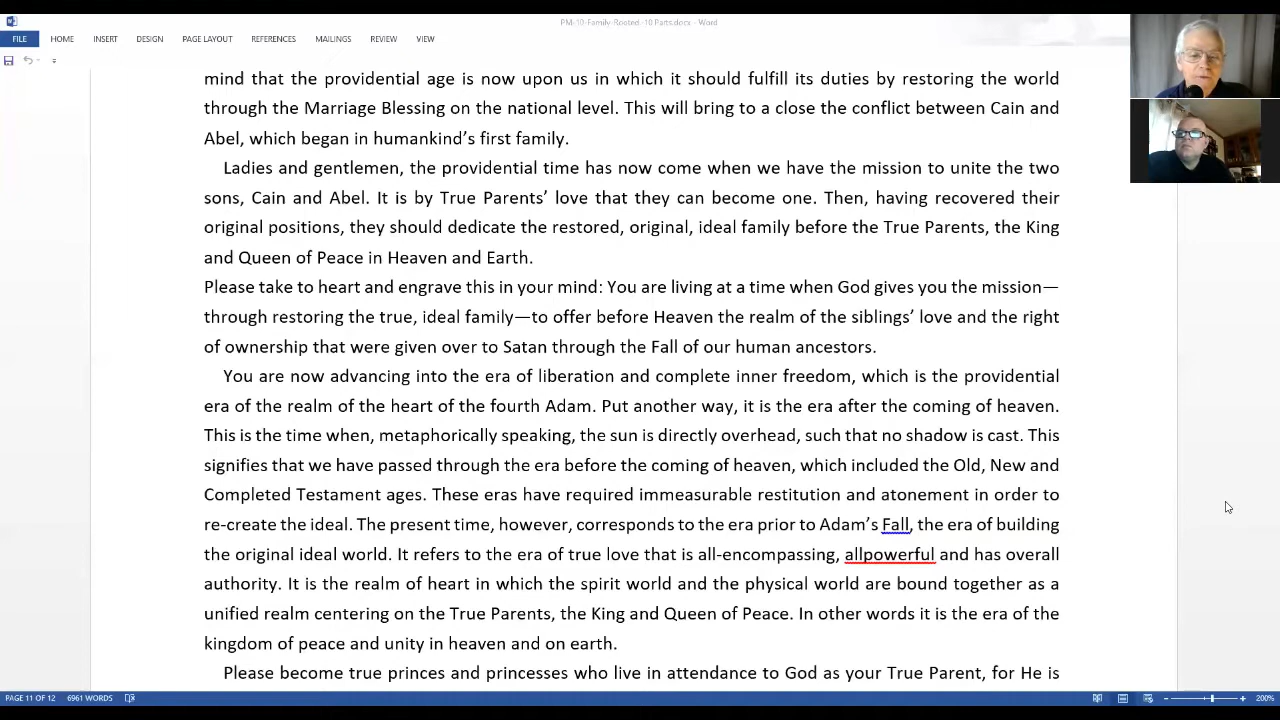 PM-10-Family-Rooted.-10 Parts.docx - Word
FILE HOME INSERT DESIGN PAGE LAYOUT REFERENCES MAILINGS REVIEW VIEW
mind that the providential age is now upon us in which it should fulfill its duties by restoring the world
through the Marriage Blessing on the national level. This will bring to a close the conflict between Cain and
Abel, which began in humankind’s first family.
Ladies and gentlemen, the providential time has now come when we have the mission to unite the two
sons, Cain and Abel. It is by True Parents’ love that they can become one. Then, having recovered their
original positions, they should dedicate the restored, original, ideal family before the True Parents, the King
and Queen of Peace in Heaven and Earth.
Please take to heart and engrave this in your mind: You are living at a time when God gives you the mission—
through restoring the true, ideal family—to offer before Heaven the realm of the siblings’ love and the right
of ownership that were given over to Satan through the Fall of our human ancestors.
You are now advancing into the era of liberation and complete inner freedom, which is the providential
era of the realm of the heart of the fourth Adam. Put another way, it is the era after the coming of heaven.
This is the time when, metaphorically speaking, the sun is directly overhead, such that no shadow is cast. This
signifies that we have passed through the era before the coming of heaven, which included the Old, New and
Completed Testament ages. These eras have required immeasurable restitution and atonement in order to
re-create the ideal. The present time, however, corresponds to the era prior to Adam’s Fall, the era of building
the original ideal world. It refers to the era of true love that is all-encompassing, allpowerful and has overall
authority. It is the realm of heart in which the spirit world and the physical world are bound together as a
unified realm centering on the True Parents, the King and Queen of Peace. In other words it is the era of the
kingdom of peace and unity in heaven and on earth.
Please become true princes and princesses who live in attendance to God as your True Parent, for He is
PAGE 11 OF 12 6961 WORDS 200%